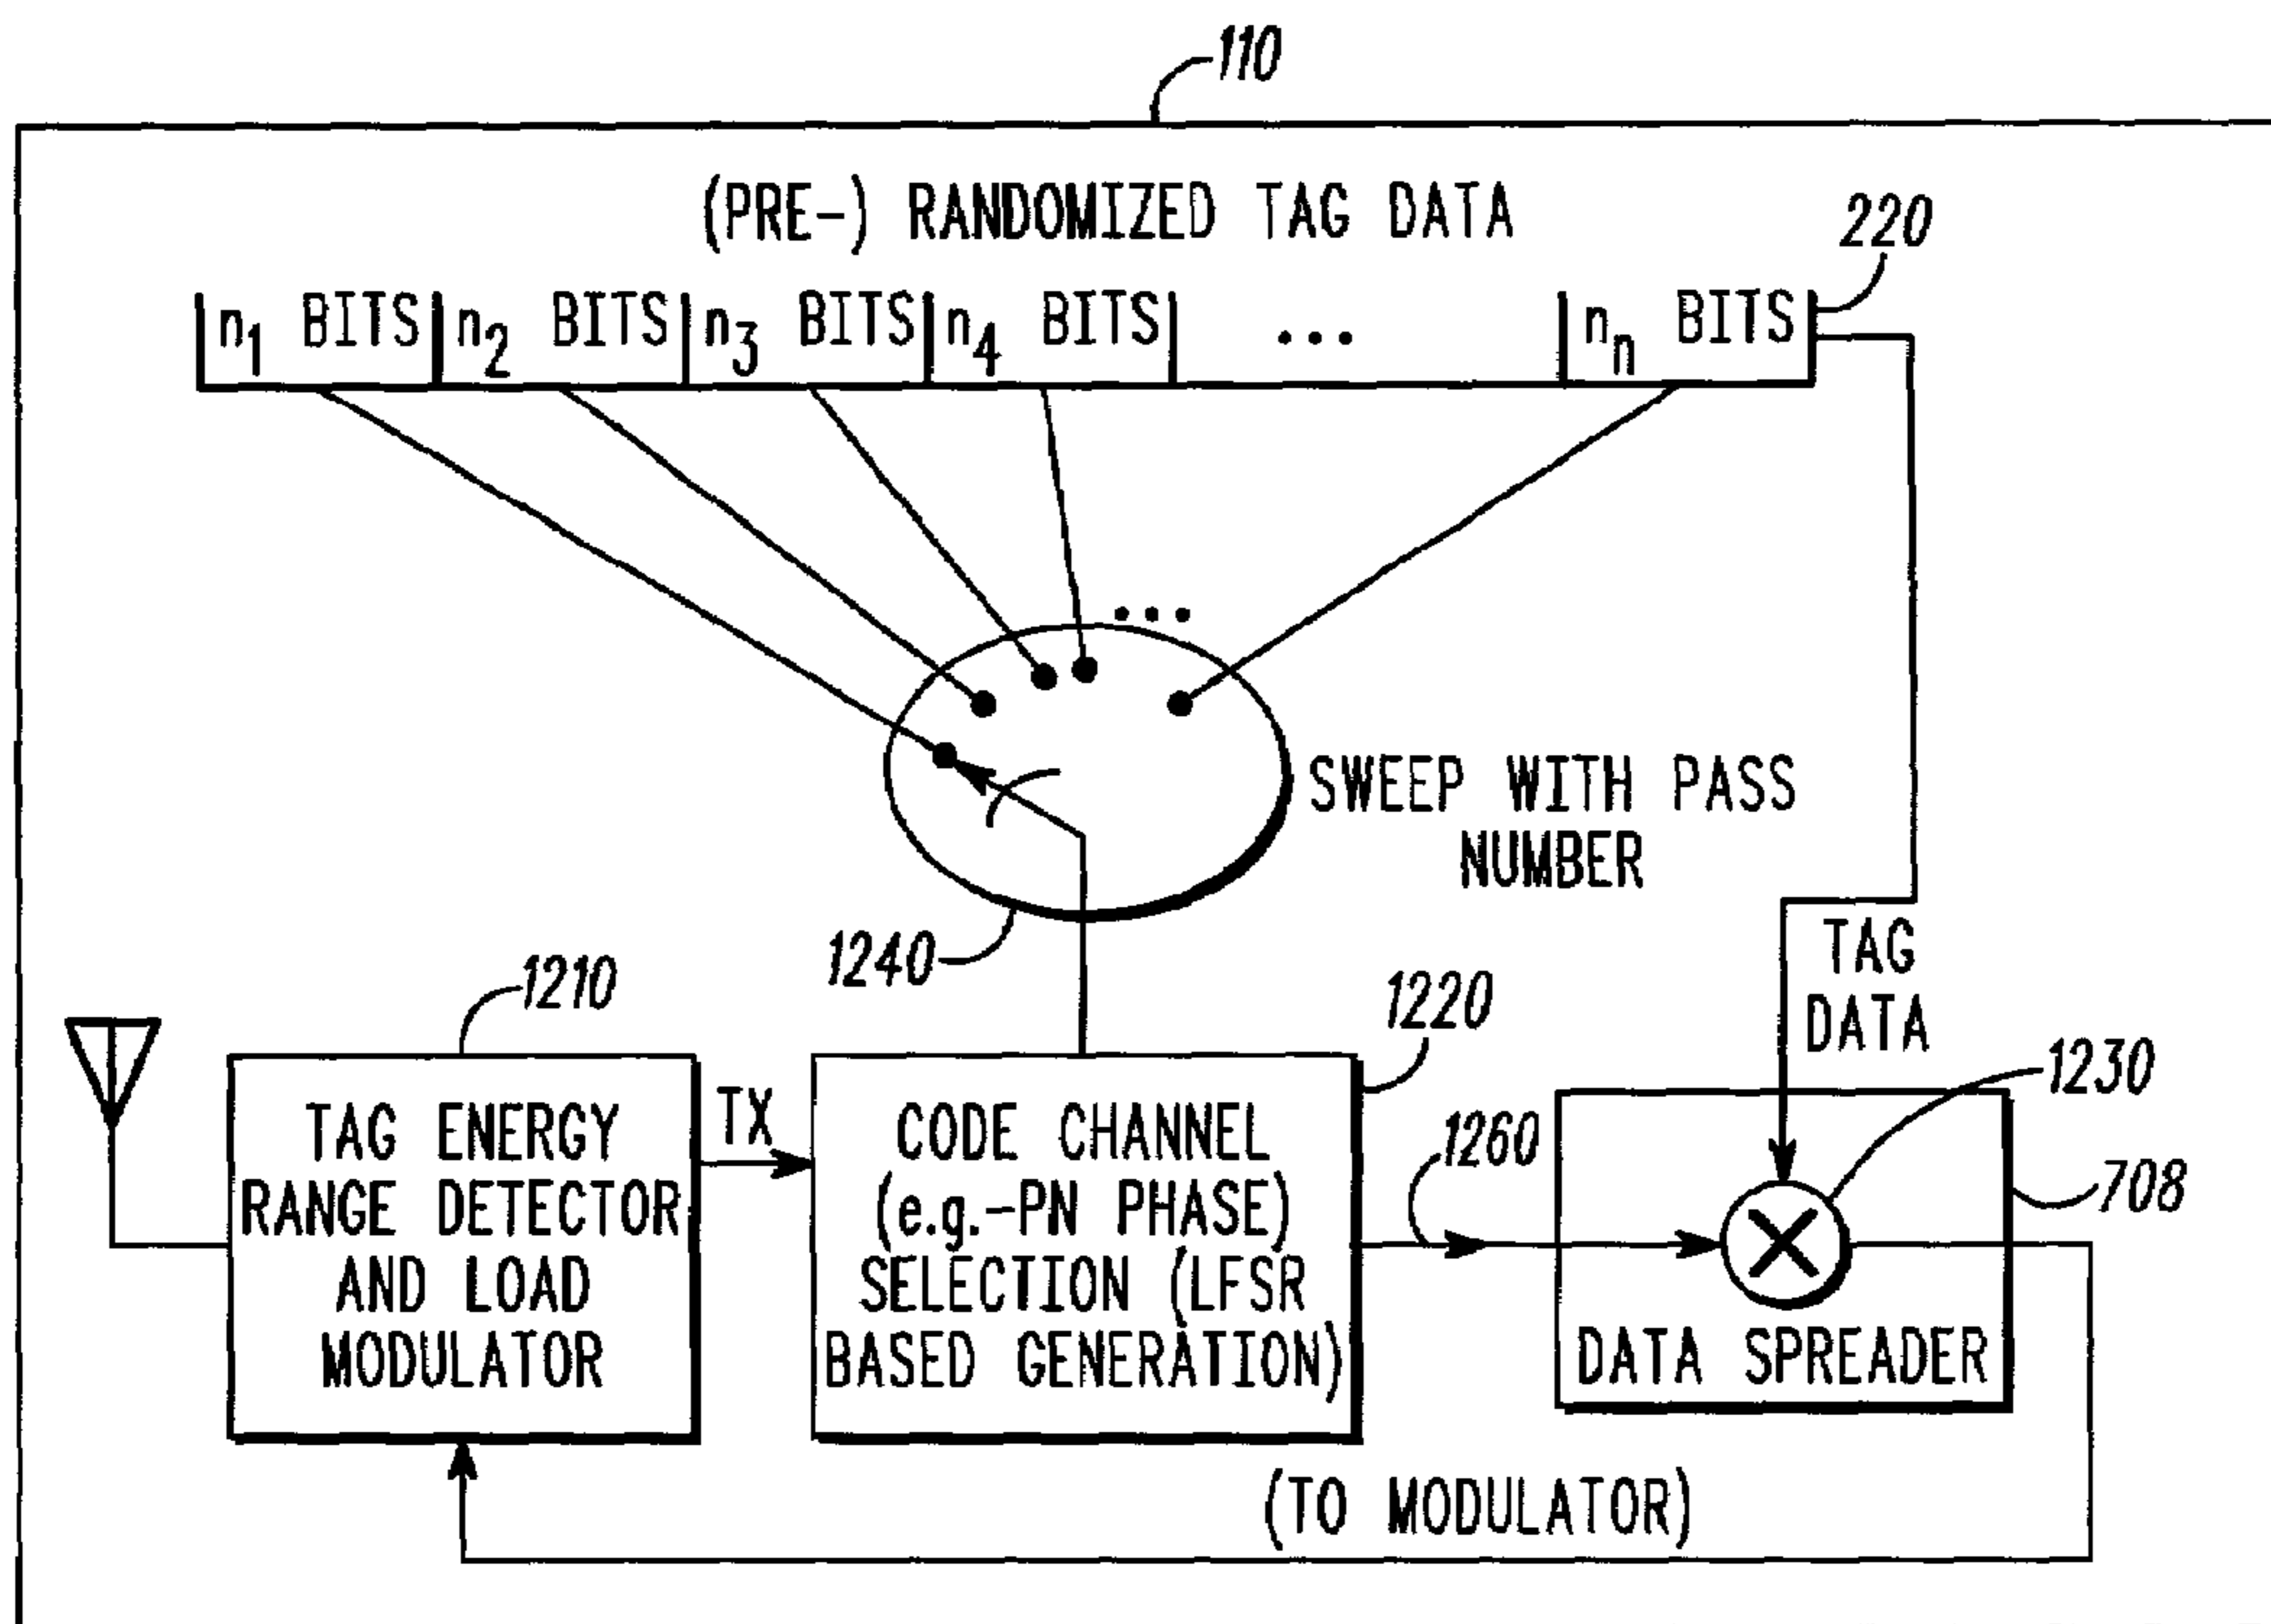 110
(PRE-) RANDOMIZED TAG DATA
220
n1 BITS n2 BITS n3 BITS n4 BITS ... nn BITS
...
SWEEP WITH PASS
NUMBER
1240
TAG
DATA
1210
1220
1230
TAG ENERGY
RANGE DETECTOR
AND LOAD
MODULATOR
TX
CODE CHANNEL
(e.g.-PN PHASE)
SELECTION (LFSR
BASED GENERATION)
1260
708
DATA SPREADER
(TO MODULATOR)